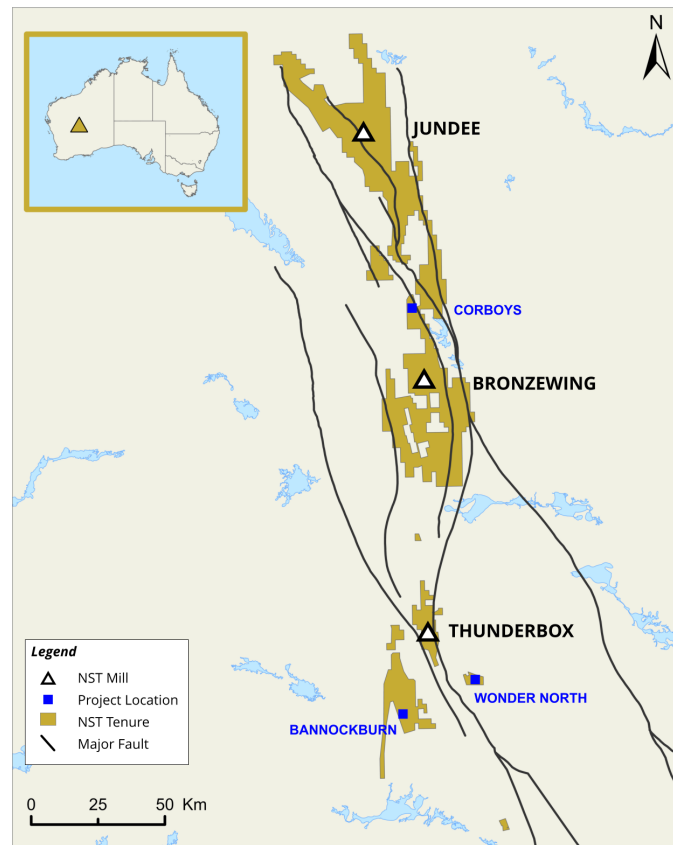 N
JUNDEE
CORBOYS
BRONZEWING
THUNDERBOX
WONDER NORTH
BANNOCKBURN
Legend
NST Mill
Project Location
NST Tenure
Major Fault
0 25 50 Km